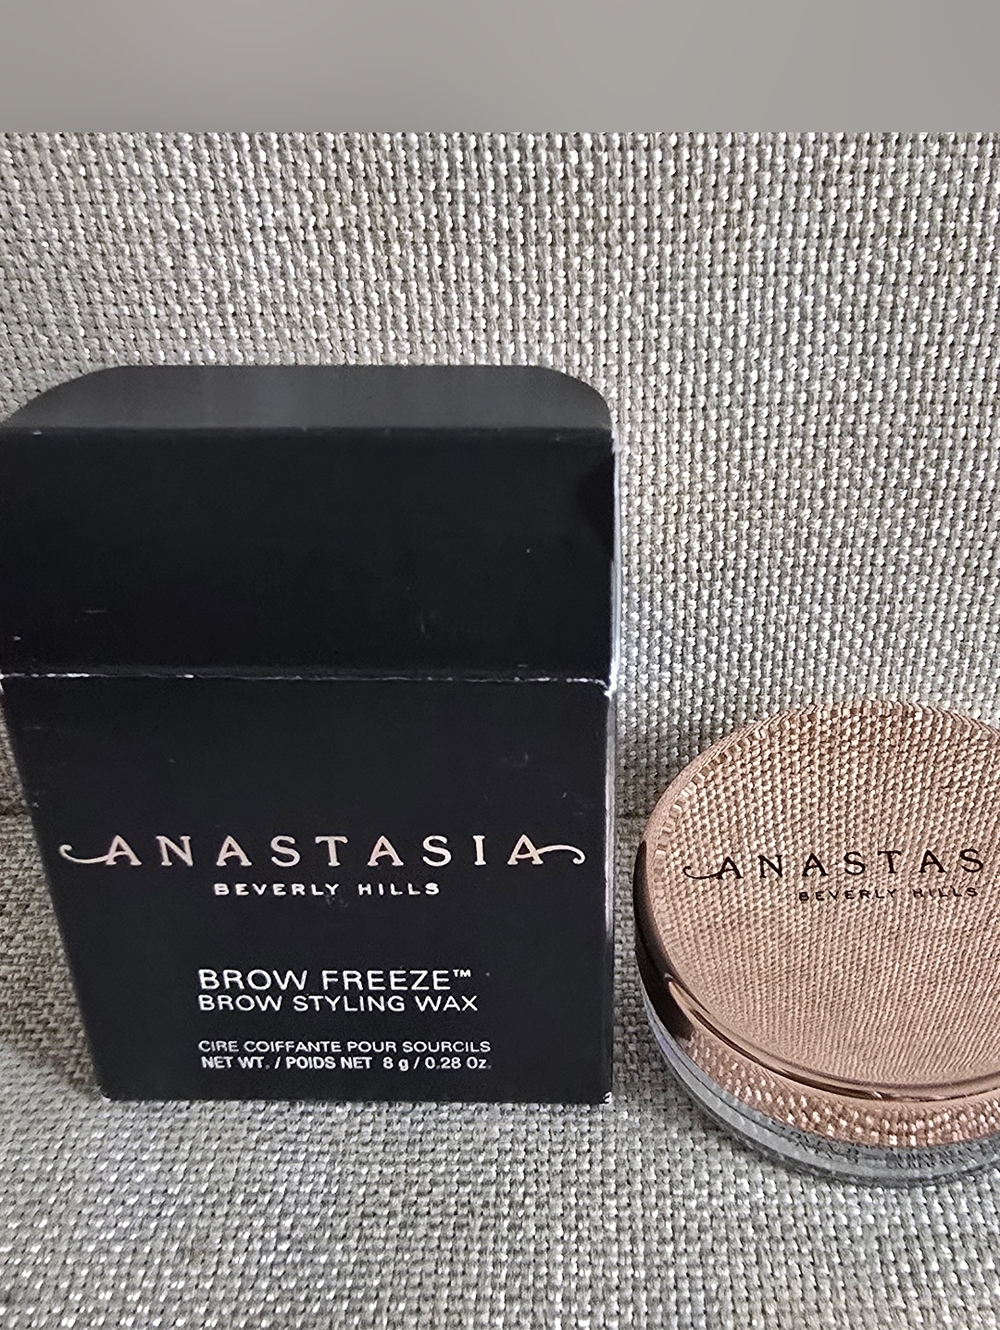 ANASTASIA
BEVERLY HILLS
BROW FREEZE™
BROW STYLING WAX
CIRE COIFFANTE POUR SOURCILS
NET WT. / POIDS NET 8 g / 0.28 Oz.
ANASTAS
BEVERLY HILLS